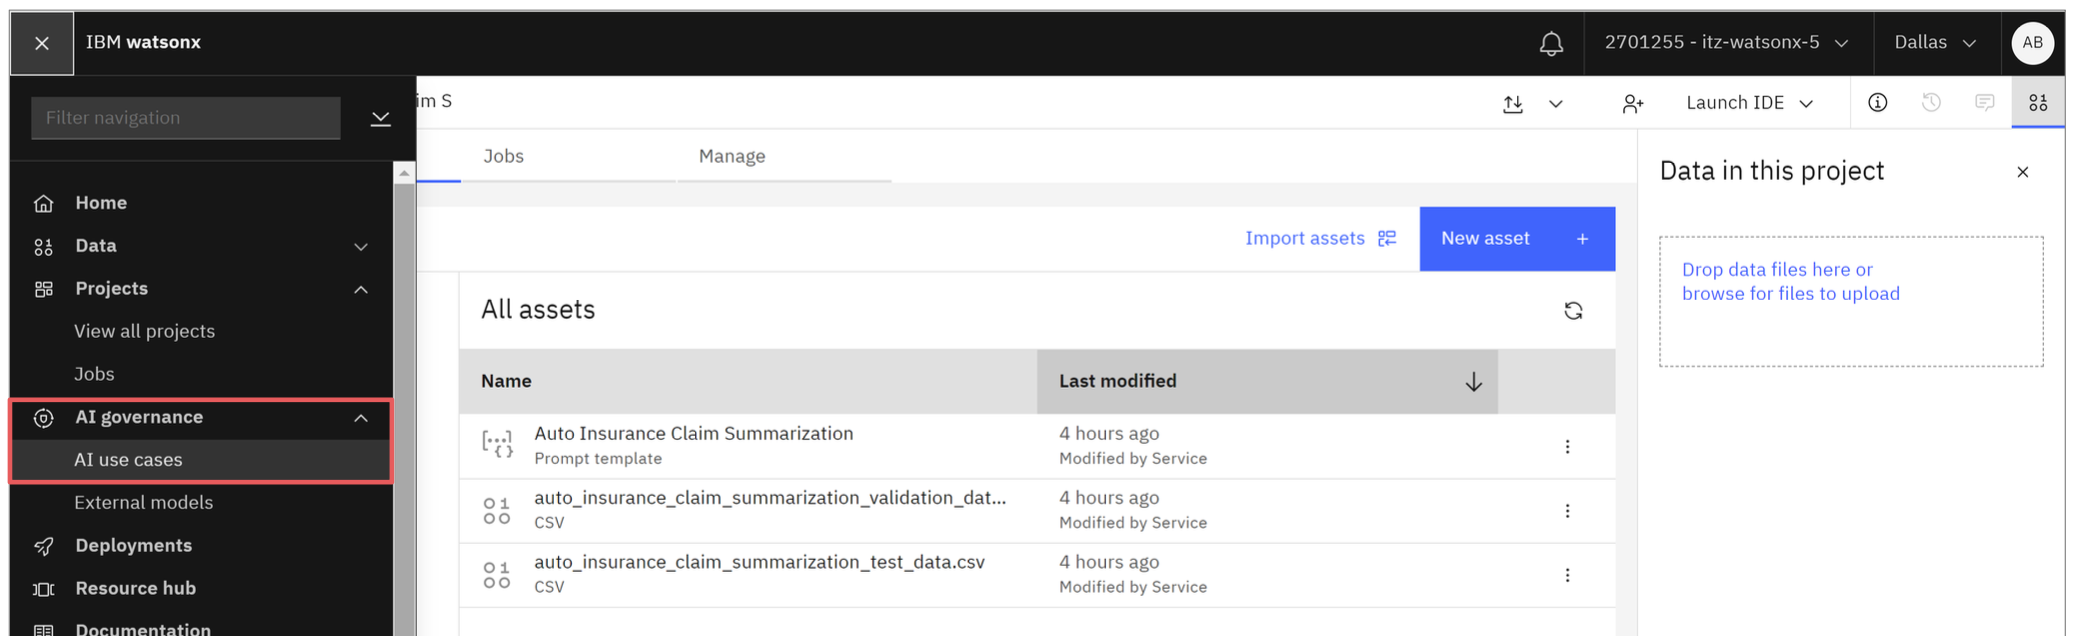 IBM watsonx
2701255 - itz-watsonx-5
Dallas
AB
Filter navigation
im S
Launch IDE
Home
Data
Projects
View all projects
Jobs
AI governance
AI use cases
External models
Deployments
Resource hub
Documentation
Jobs
Manage
Import assets
New asset +
All assets
Name
Last modified
Auto Insurance Claim Summarization
Prompt template
4 hours ago
Modified by Service
auto_insurance_claim_summarization_validation_dat...
CSV
4 hours ago
Modified by Service
auto_insurance_claim_summarization_test_data.csv
CSV
4 hours ago
Modified by Service
Data in this project
Drop data files here or
browse for files to upload